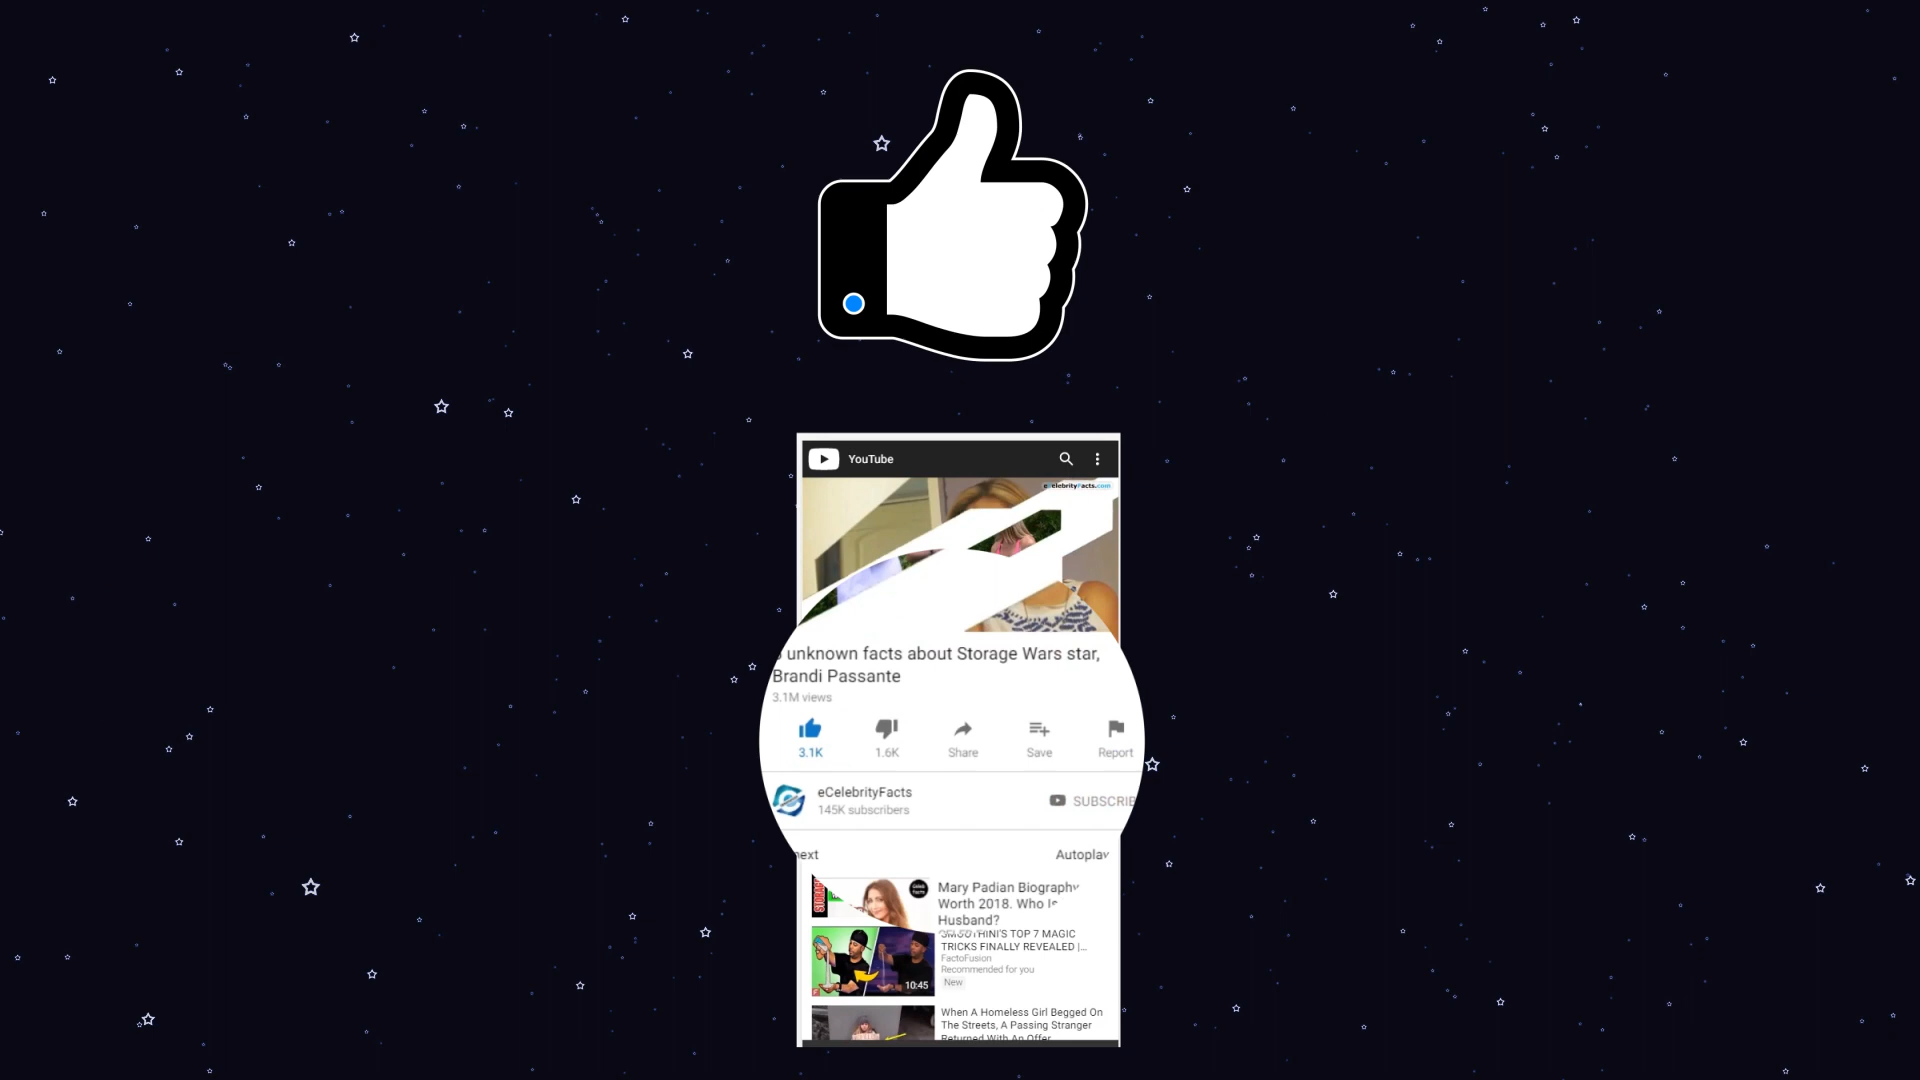 YouTube
eCelebrityFacts.com
unknown facts about Storage Wars star,
Brandi Passante
3.1M views
3.1K
1.6K
Share
Save
Report
eCelebrityFacts
145K subscribers
SUBSCRIB
next
Autoplay
Mary Padian Biography
Worth 2018. Who Is
Husband?
SMOOTHINI'S TOP 7 MAGIC
TRICKS FINALLY REVEALED |...
FactoFusion
Recommended for you
New
10:45
When A Homeless Girl Begged On
The Streets, A Passing Stranger
Returned With An Offer